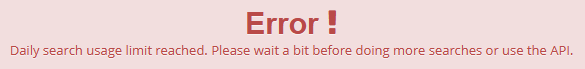 Error !
Daily search usage limit reached. Please wait a bit before doing more searches or use the API.